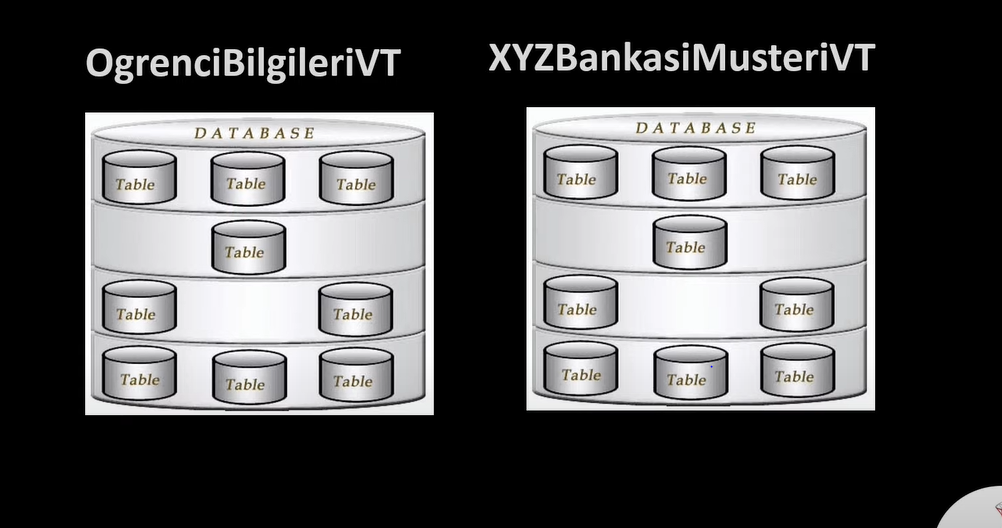 OgrenciBilgileriVT
DATABASE
Table Table Table
Table
Table Table
Table Table Table
XYZBankasiMusteriVT
DATABASE
Table Table Table
Table
Table Table
Table Table Table